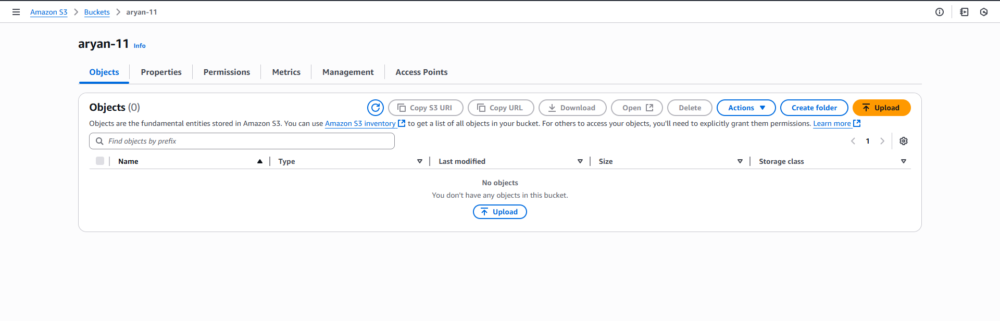 Amazon S3 > Buckets > aryan-11
aryan-11 Info
Objects Properties Permissions Metrics Management Access Points
Objects (0) Copy S3 URI Copy URL Download Open Delete Actions Create folder Upload
Objects are the fundamental entities stored in Amazon S3. You can use Amazon S3 inventory to get a list of all objects in your bucket. For others to access your objects, you'll need to explicitly grant them permissions. Learn more
Find objects by prefix 1
Name Type Last modified Size Storage class
No objects
You don't have any objects in this bucket.
Upload